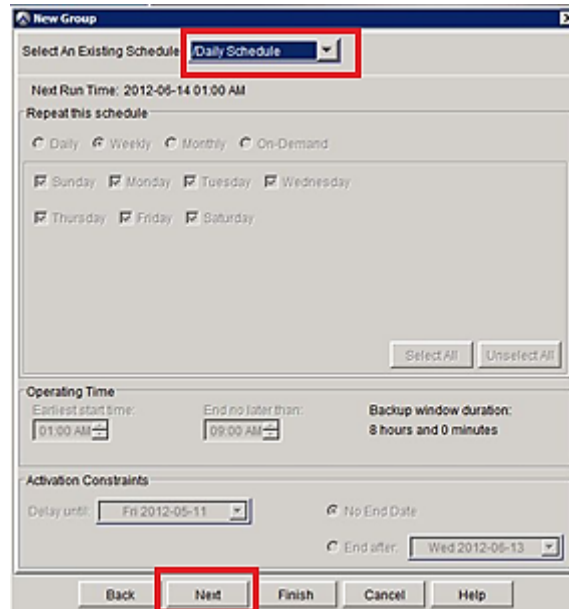 New Group
Select An Existing Schedule: /Daily Schedule
Next Run Time: 2012-06-14 01:00 AM
Repeat this schedule
Daily Weekly Monthly On-Demand
Sunday Monday Tuesday Wednesday
Thursday Friday Saturday
Select All Unselect All
Operating Time
Earliest start time: End no later than: Backup window duration:
01:00 AM 09:00 AM 8 hours and 0 minutes
Activation Constraints
Delay until: Fri 2012-05-11 No End Date
End after: Wed 2012-06-13
Back Next Finish Cancel Help